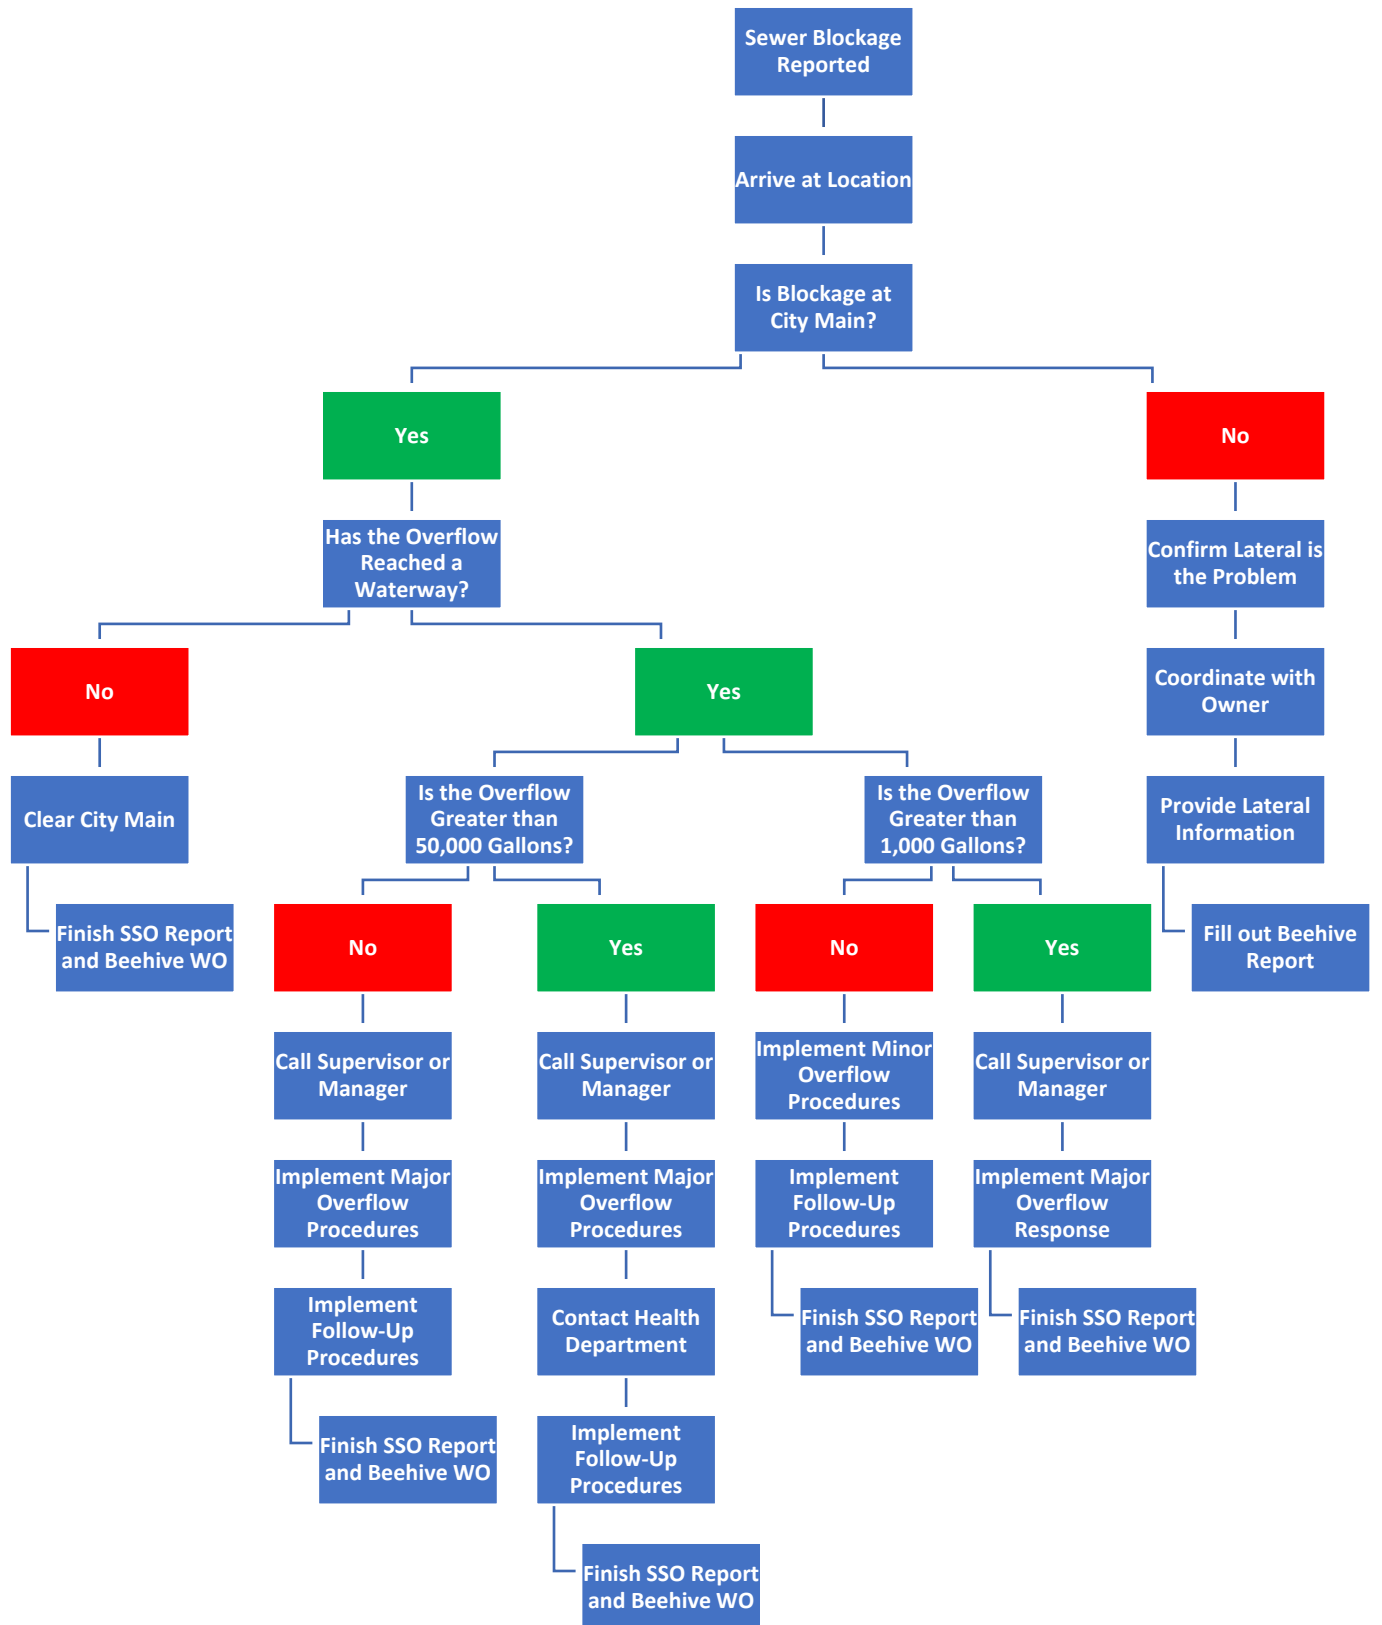 Sewer Blockage
Reported
Arrive at Location
Is Blockage at
City Main?
Yes
No
Has the Overflow
Reached a
Waterway?
Confirm Lateral is
the Problem
No
Yes
Coordinate with
Owner
Clear City Main
Is the Overflow
Greater than
50,000 Gallons?
Is the Overflow
Greater than
1,000 Gallons?
Provide Lateral
Information
Finish SSO Report
and Beehive WO
No
Yes
No
Yes
Fill out Beehive
Report
Call Supervisor or
Manager
Call Supervisor or
Manager
Implement Minor
Overflow
Procedures
Call Supervisor or
Manager
Implement Major
Overflow
Procedures
Implement Major
Overflow
Procedures
Implement
Follow-Up
Procedures
Implement Major
Overflow
Response
Implement
Follow-Up
Procedures
Contact Health
Department
Finish SSO Report
and Beehive WO
Finish SSO Report
and Beehive WO
Finish SSO Report
and Beehive WO
Implement
Follow-Up
Procedures
Finish SSO Report
and Beehive WO